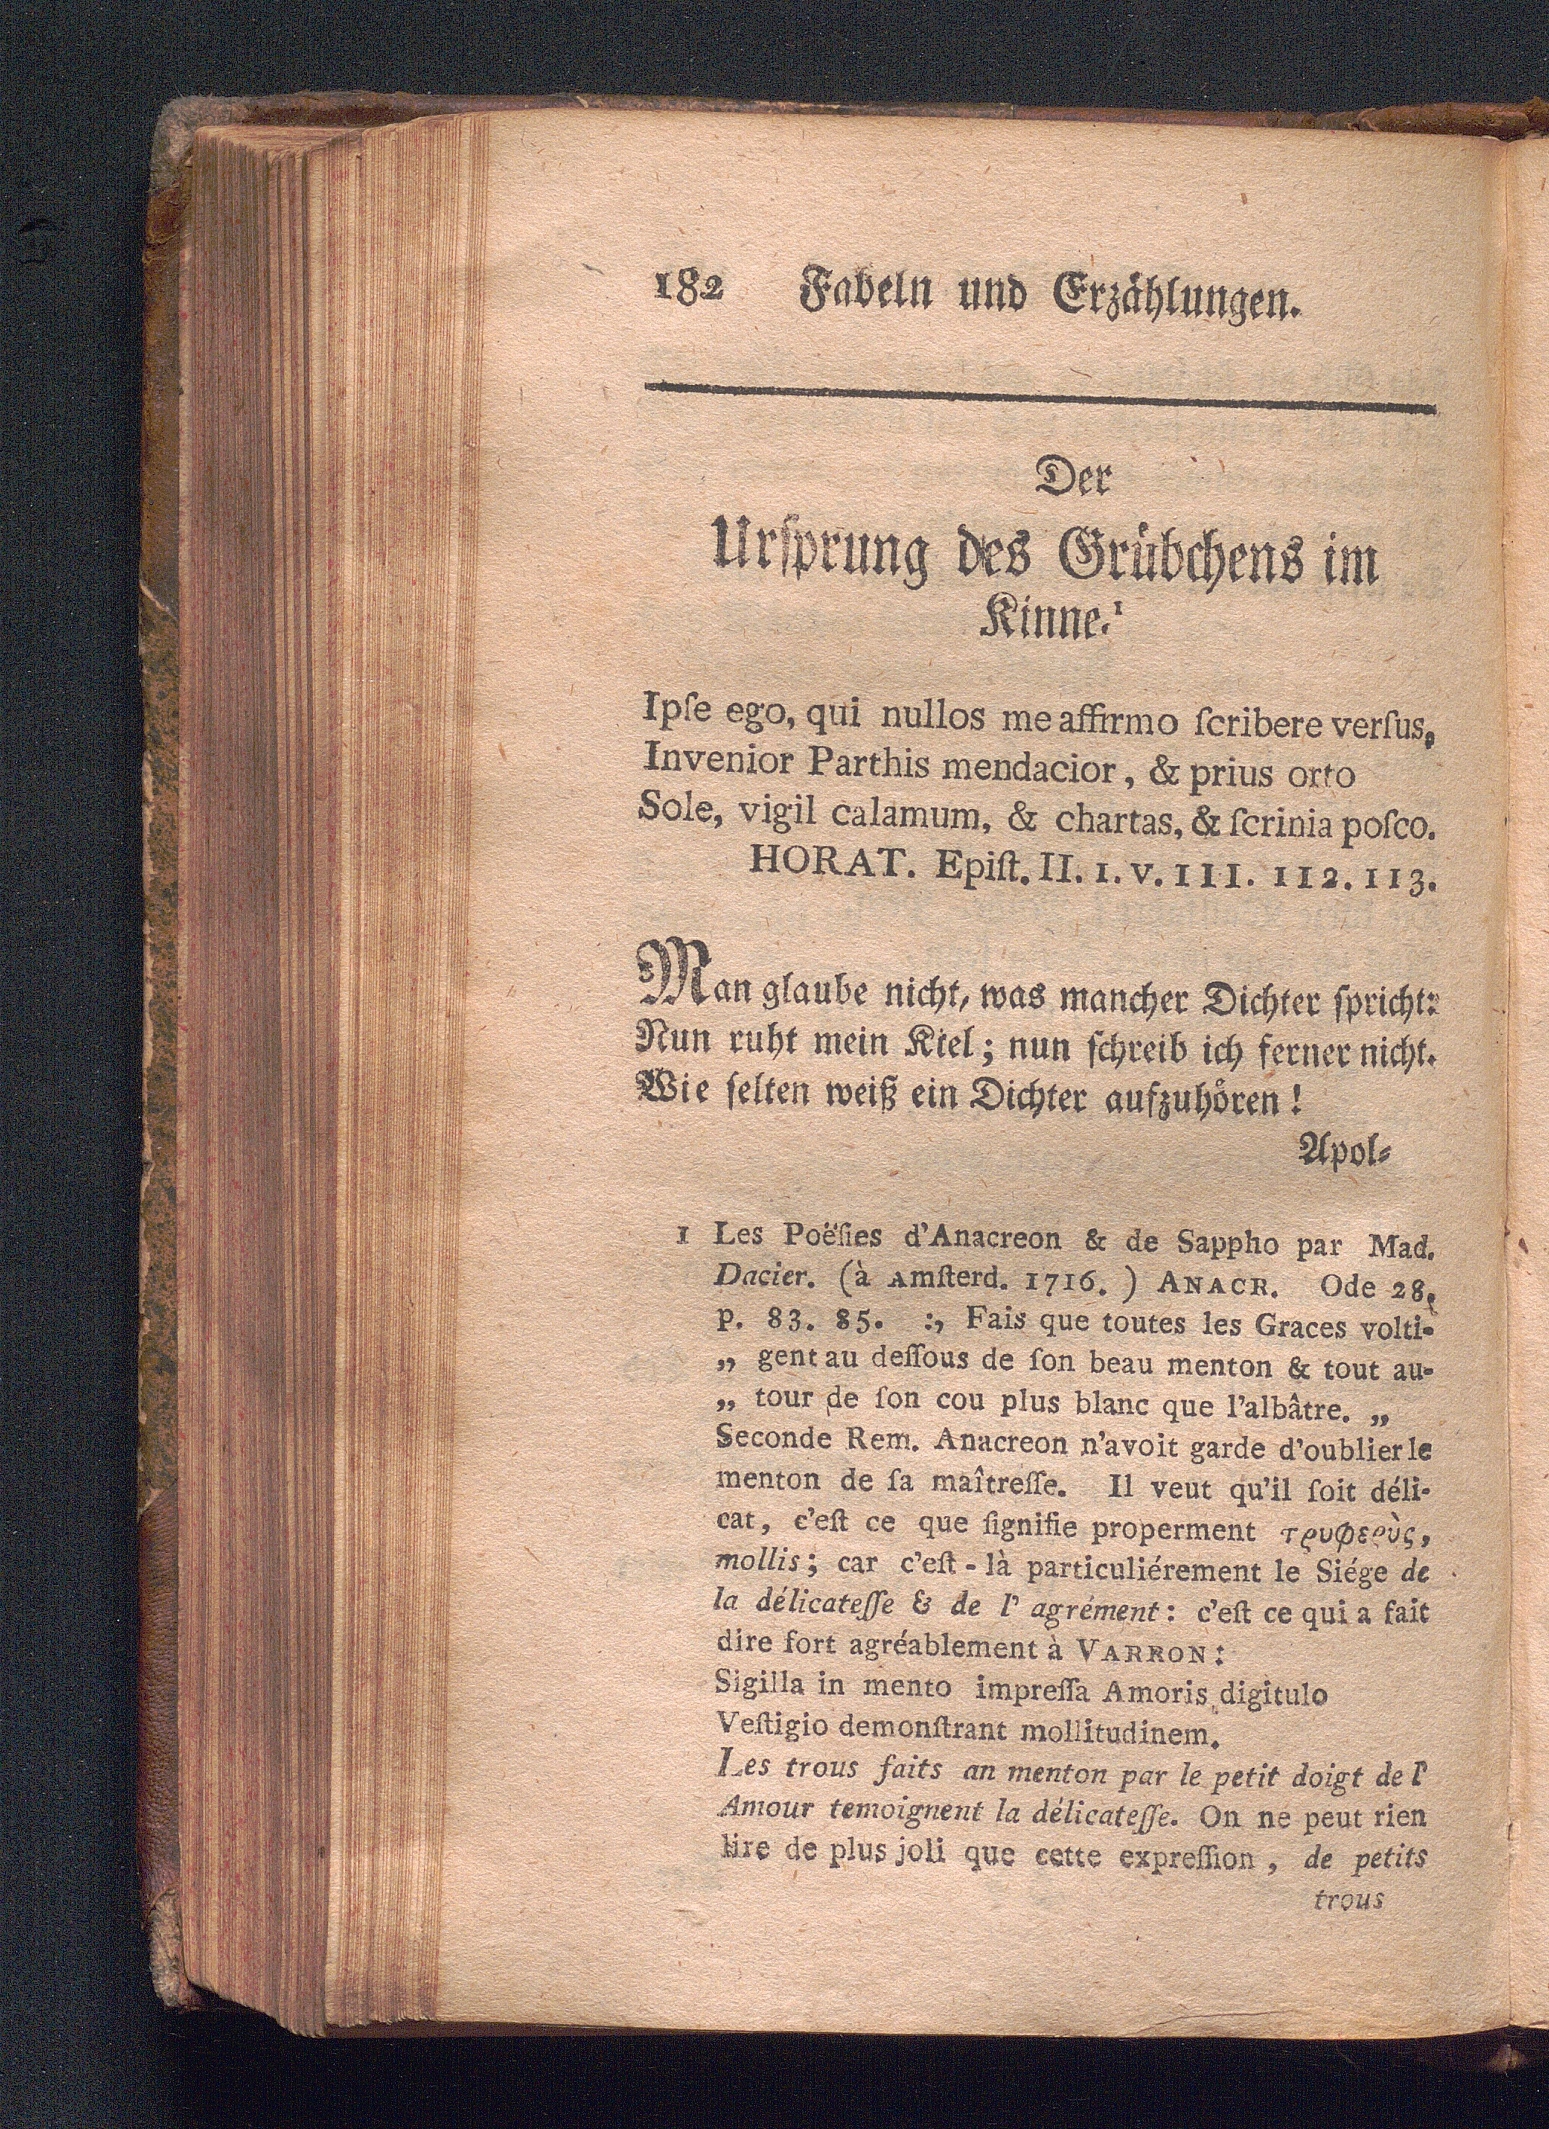 182 Fabeln und Erzählungen.
Der
Urſprung des Grübchens im
Kinne.¹
Ipſe ego, qui nullos me affirmo ſcribere verſus,
Invenior Parthis mendacior, & prius orto
Sole, vigil calamum, & chartas, & ſcrinia poſco.
HORAT. Epiſt. II. I. V. III. 112. 113.
Man glaube nicht, was mancher Dichter ſpricht:
Nun ruht mein Kiel; nun ſchreib ich ferner nicht.
Wie ſelten weiß ein Dichter aufzuhören!
Apol-
1 Les Poëſies d'Anacreon & de Sappho par Mad.
Dacier. (à Amſterd. 1716.) ANACR. Ode 28.
p. 83. 85. :, Fais que toutes les Graces volti-
„ gent au deſſous de ſon beau menton & tout au-
„ tour de ſon cou plus blanc que l'albâtre. „
Seconde Rem. Anacreon n'avoit garde d'oublier le
menton de ſa maîtreſſe. Il veut qu'il ſoit déli-
cat, c'eſt ce que ſignifie properment τρυφερὺς,
mollis; car c'eſt-là particuliérement le Siége de
la délicateſſe & de l' agrément: c'eſt ce qui a fait
dire fort agréablement à VARRON:
Sigilla in mento impreſſa Amoris digitulo
Veſtigio demonſtrant mollitudinem.
Les trous faits an menton par le petit doigt de l'
Amour temoignent la délicateſſe. On ne peut rien
lire de plus joli que cette expreſſion, de petits
trous